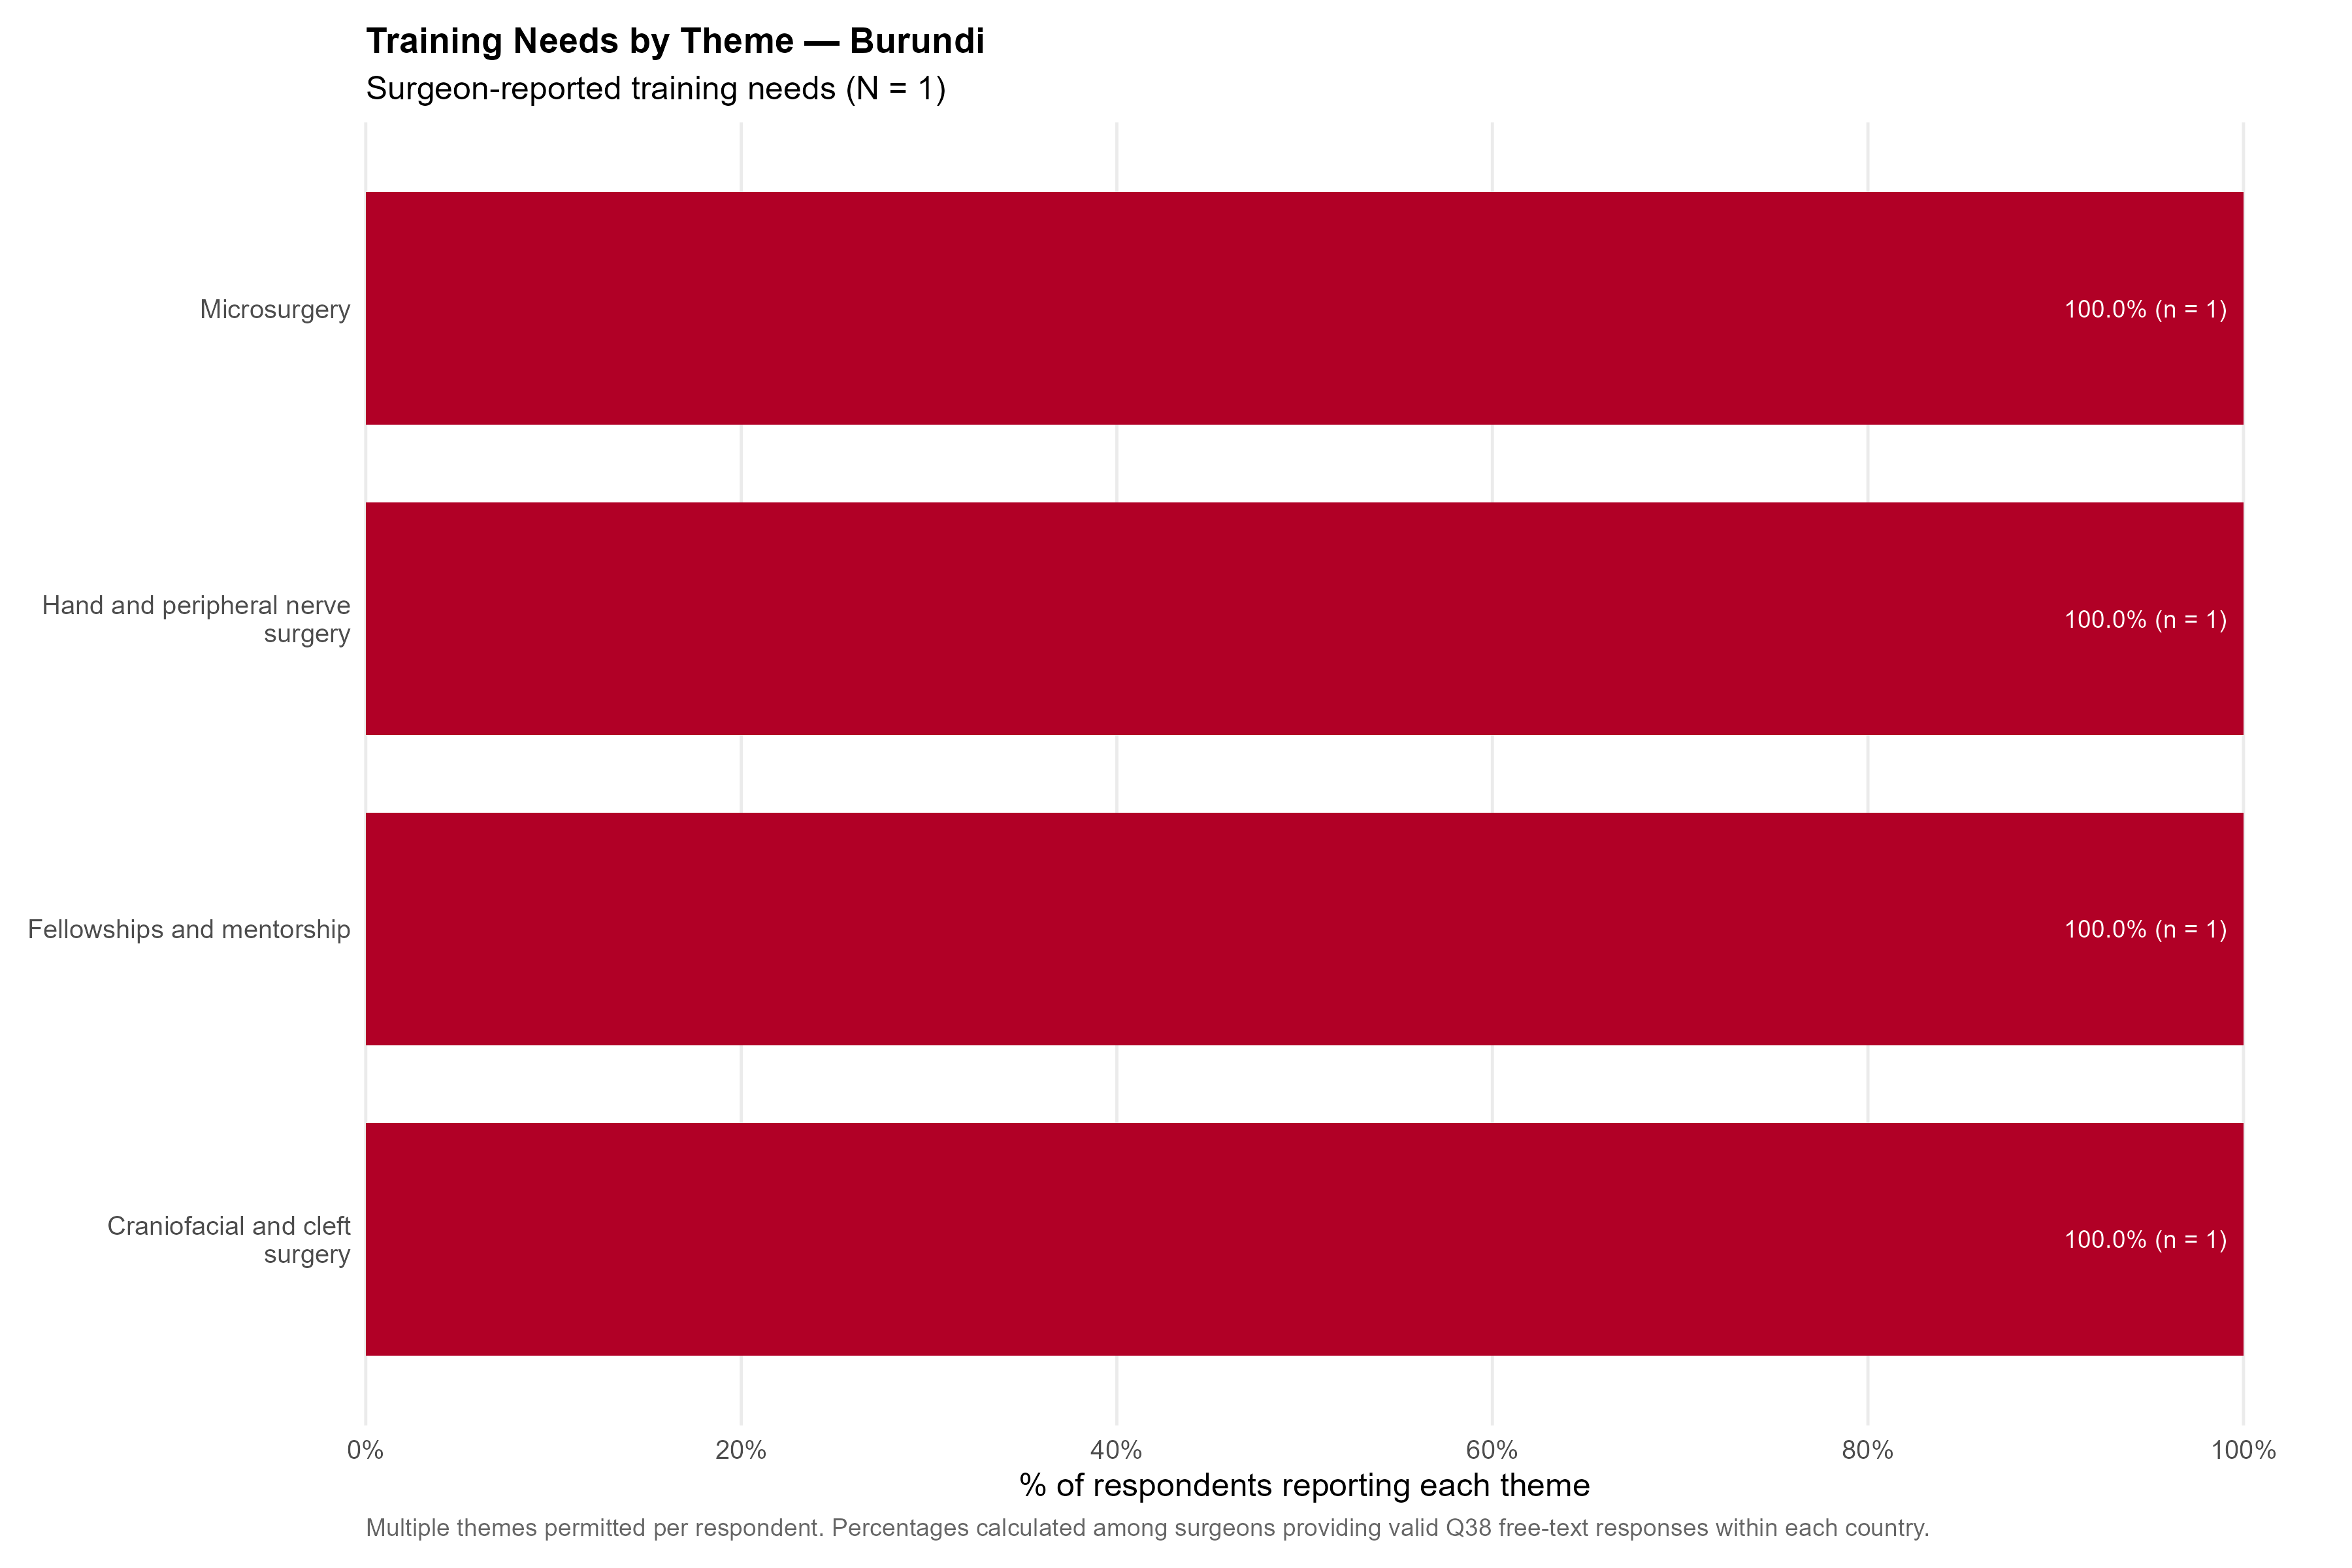 Training Needs by Theme — Burundi
Surgeon-reported training needs (N = 1)
Microsurgery
100.0% (n = 1)
Hand and peripheral nerve
surgery
100.0% (n = 1)
Fellowships and mentorship
100.0% (n = 1)
Craniofacial and cleft
surgery
100.0% (n = 1)
0%
20%
40%
60%
80%
100%
% of respondents reporting each theme
Multiple themes permitted per respondent. Percentages calculated among surgeons providing valid Q38 free-text responses within each country.